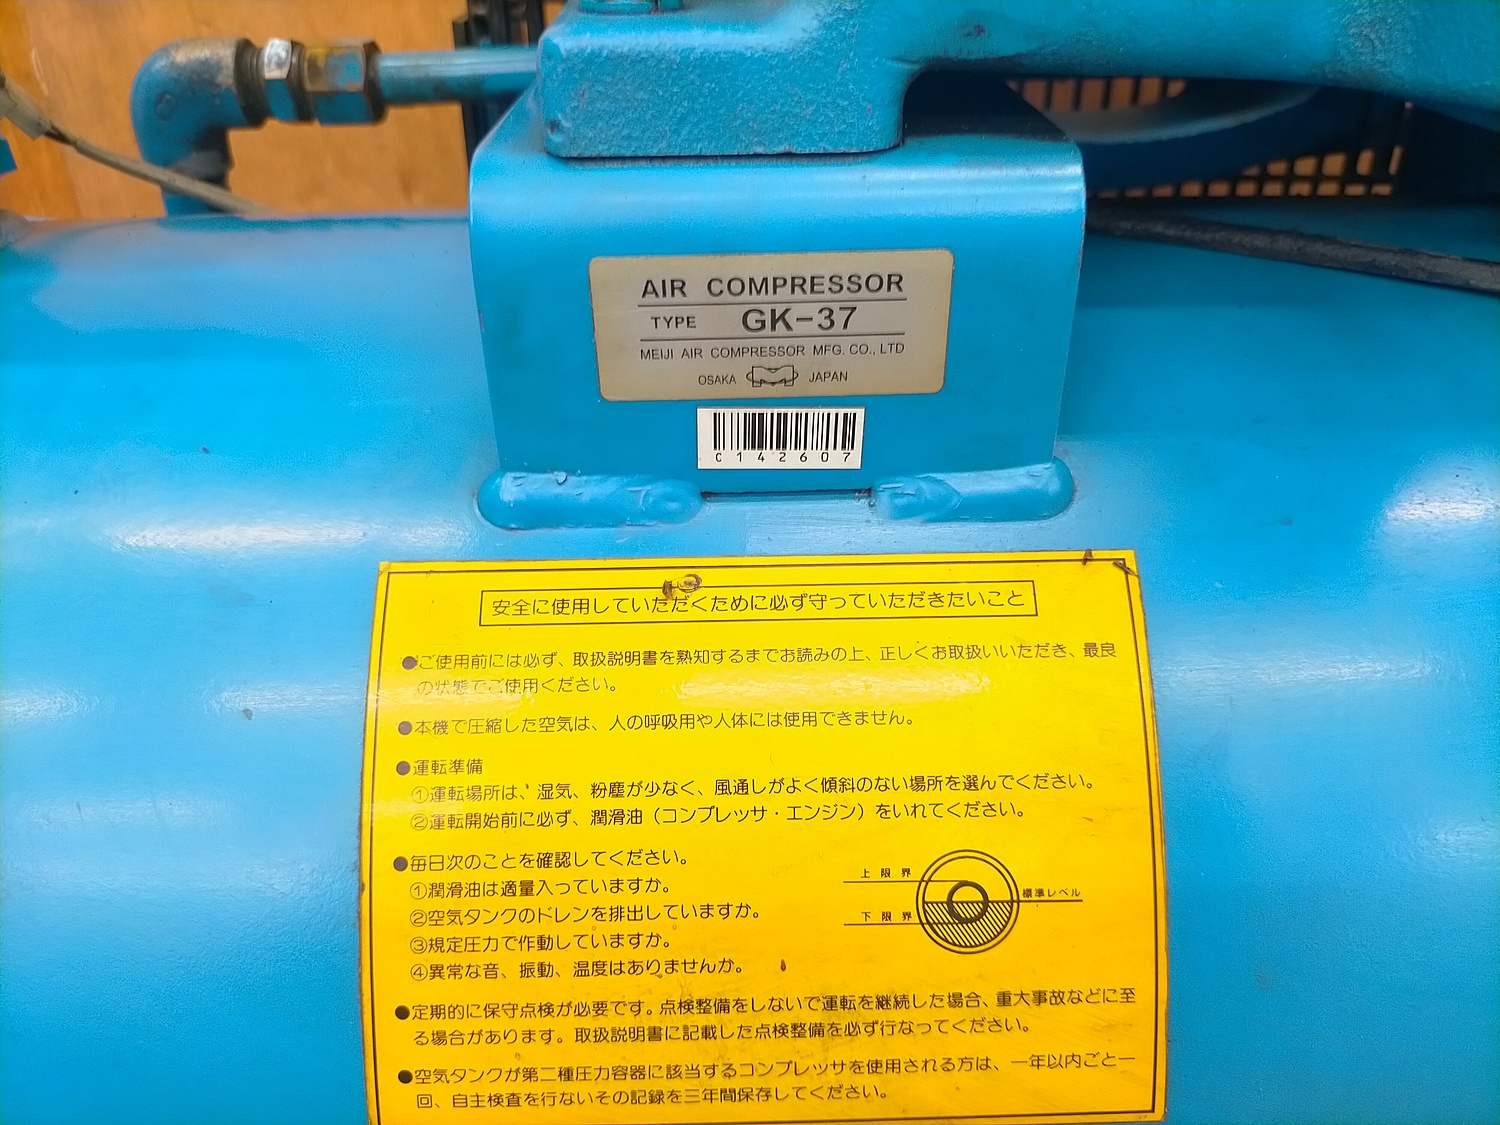 AIR COMPRESSOR
TYPE GK-37
MEIJI AIR COMPRESSOR MFG. CO., LTD
OSAKA JAPAN
C142607
安全に使用していただくために必ず守っていただきたいこと
●ご使用前には必ず、取扱説明書を熟知するまでお読みの上、正しくお取扱いいただき、最良
の状態でご使用ください。
●本機で圧縮した空気は、人の呼吸用や人体には使用できません。
●運転準備
①運転場所は、湿気、粉塵が少なく、風通しがよく傾斜のない場所を選んでください。
②運転開始前に必ず、潤滑油（コンプレッサ・エンジン）をいれてください。
●毎日次のことを確認してください。
①潤滑油は適量入っていますか。
②空気タンクのドレンを排出していますか。
③規定圧力で作動していますか。
④異常な音、振動、温度はありませんか。
上限界
標準レベル
下限界
●定期的に保守点検が必要です。点検整備をしないで運転を継続した場合、重大事故などに至
る場合があります。取扱説明書に記載した点検整備を必ず行なってください。
●空気タンクが第二種圧力容器に該当するコンプレッサを使用される方は、一年以内ごと一
回、自主検査を行ないその記録を三年間保存してください。